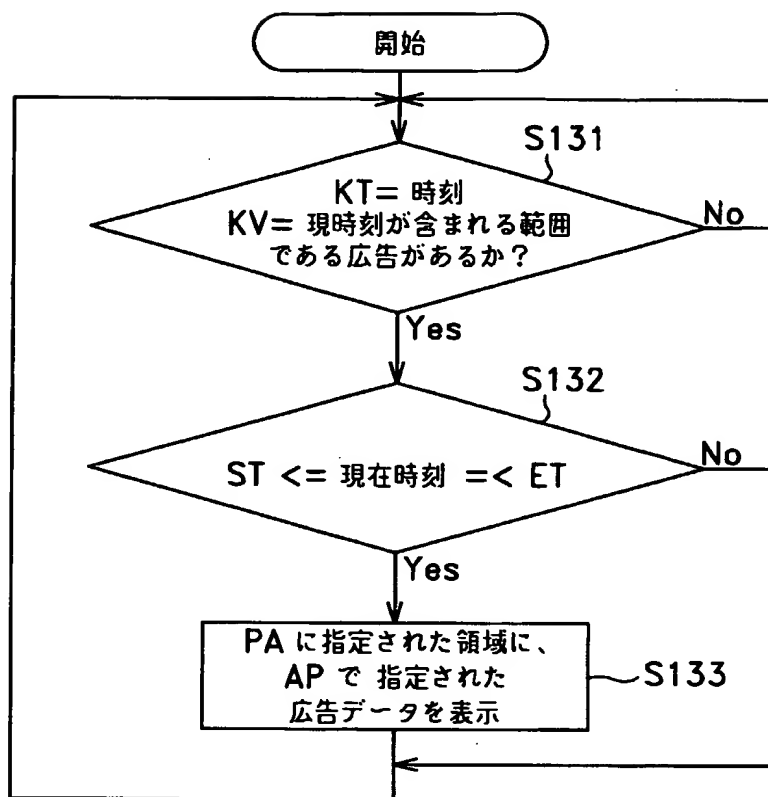 開始
S131
KT= 時刻
KV= 現時刻が含まれる範囲
である広告があるか?
No
Yes
S132
ST <= 現在時刻 =< ET
No
Yes
PA に指定された領域に、
AP で 指定された
広告データを表示
S133